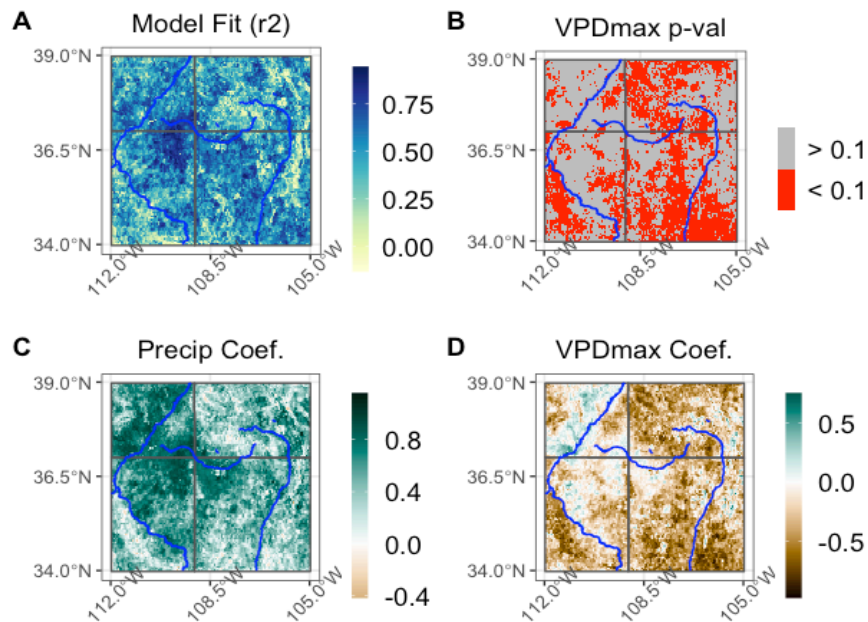 A Model Fit (r2)
39.0°N
36.5°N
34.0°N
112.0°W
108.5°W
105.0°W
0.75
0.50
0.25
0.00
B VPDmax p-val
39.0°N
36.5°N
34.0°N
112.0°W
108.5°W
105.0°W
> 0.1
< 0.1
C Precip Coef.
39.0°N
36.5°N
34.0°N
112.0°W
108.5°W
105.0°W
0.8
0.4
0.0
-0.4
D VPDmax Coef.
39.0°N
36.5°N
34.0°N
112.0°W
108.5°W
105.0°W
0.5
0.0
-0.5